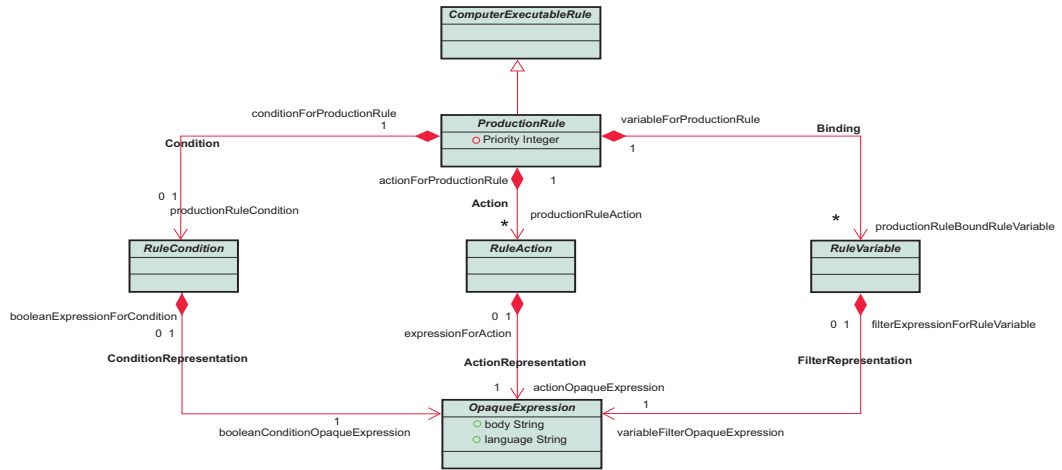 ComputerExecutableRule
conditionForProductionRule
1
Condition
ProductionRule
Priority Integer
variableForProductionRule
1
Binding
actionForProductionRule
1
Action
0 1
productionRuleCondition
*
productionRuleAction
*
productionRuleBoundRuleVariable
RuleCondition
RuleAction
RuleVariable
booleanExpressionForCondition
0 1
ConditionRepresentation
0 1
expressionForAction
ActionRepresentation
0 1
filterExpressionForRuleVariable
FilterRepresentation
1
actionOpaqueExpression
OpaqueExpression
body String
language String
1
booleanConditionOpaqueExpression
1
variableFilterOpaqueExpression